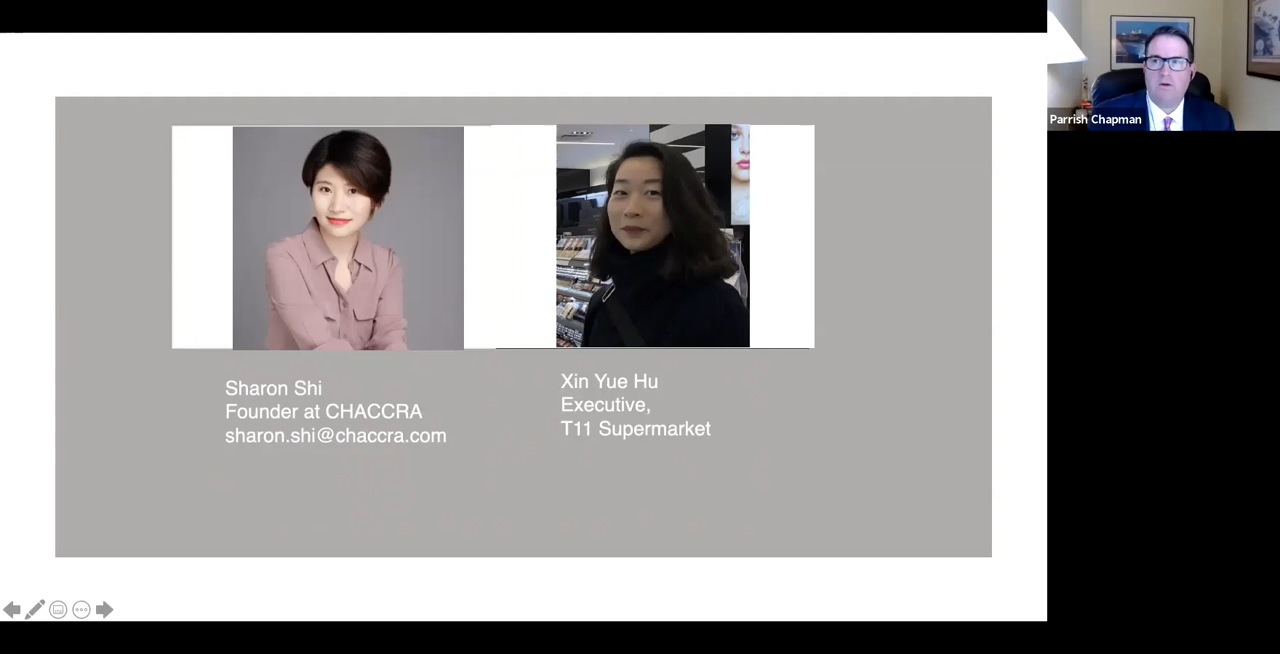 Sharon Shi
Founder at CHACCRA
sharon.shi@chaccra.com
Xin Yue Hu
Executive,
T11 Supermarket
Parrish Chapman